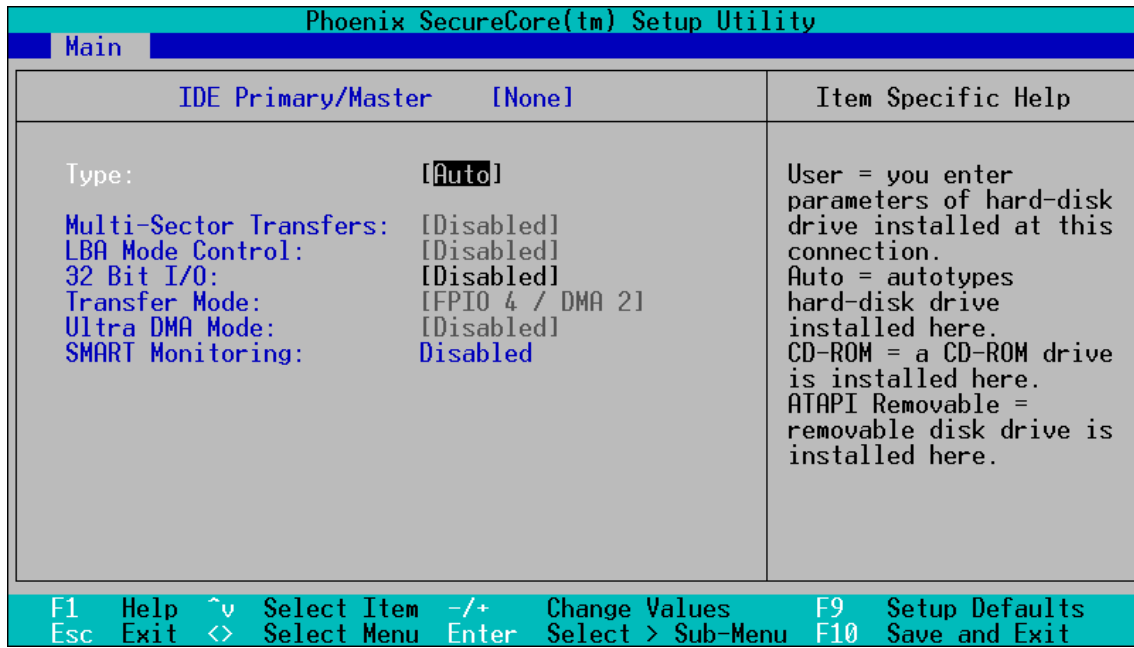 Phoenix SecureCore(tm) Setup Utility
Main
IDE Primary/Master [None]
Item Specific Help
Type: [Auto]
Multi-Sector Transfers: [Disabled]
LBA Mode Control: [Disabled]
32 Bit I/O: [Disabled]
Transfer Mode: [FPIO 4 / DMA 2]
Ultra DMA Mode: [Disabled]
SMART Monitoring: Disabled
User = you enter
parameters of hard-disk
drive installed at this
connection.
Auto = autotypes
hard-disk drive
installed here.
CD-ROM = a CD-ROM drive
is installed here.
ATAPI Removable =
removable disk drive is
installed here.
F1 Help ^v Select Item -/+ Change Values F9 Setup Defaults
Esc Exit <> Select Menu Enter Select > Sub-Menu F10 Save and Exit